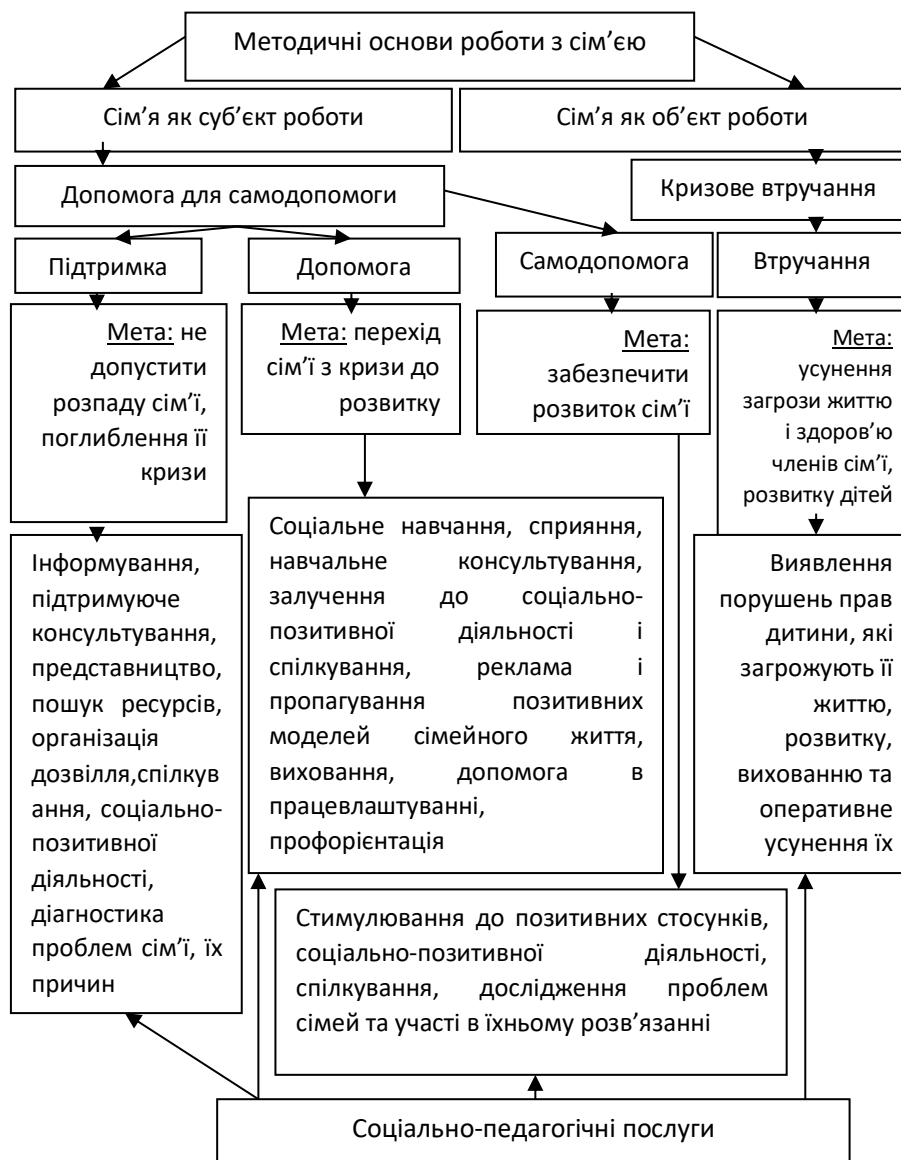 Методичні основи роботи з сім’єю
Сім’я як суб’єкт роботи
Сім’я як об’єкт роботи
Допомога для самодопомоги
Кризове втручання
Підтримка
Допомога
Самодопомога
Втручання
Мета: не
допустити
розпаду сім’ї,
поглиблення її
кризи
Мета: перехід
сім’ї з кризи до
розвитку
Мета:
забезпечити
розвиток сім’ї
Мета:
усунення
загрози життю
і здоров’ю
членів сім’ї,
розвитку дітей
Інформування,
підтримуюче
консультування,
представництво,
пошук ресурсів,
організація
дозвілля,спілкув
ання, соціально-
позитивної
діяльності,
діагностика
проблем сім’ї, їх
причин
Соціальне навчання, сприяння,
навчальне консультування,
залучення до соціально-
позитивної діяльності і
спілкування, реклама і
пропагування позитивних
моделей сімейного життя,
виховання, допомога в
працевлаштуванні,
профорієнтація
Виявлення
порушень прав
дитини, які
загрожують її
життю,
розвитку,
вихованню та
оперативне
усунення їх
Стимулювання до позитивних стосунків,
соціально-позитивної діяльності,
спілкування, дослідження проблем
сімей та участі в їхньому розв’язанні
Соціально-педагогічні послуги